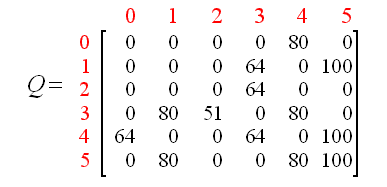 0 1 2 3 4 5
0 0 0 0 0 80 0
1 0 0 0 64 0 100
Q= 2 0 0 0 64 0 0
3 0 80 51 0 80 0
4 64 0 0 64 0 100
5 0 80 0 0 80 100